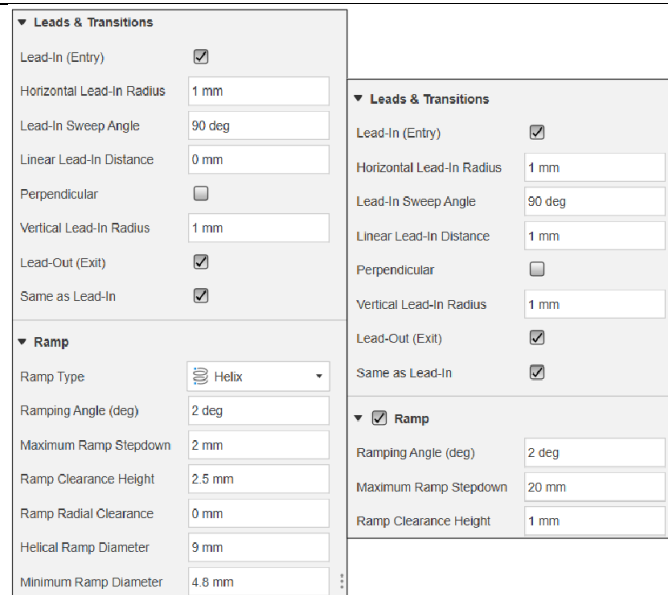 Leads & Transitions
Lead-In (Entry)
Horizontal Lead-In Radius 1 mm
Lead-In Sweep Angle 90 deg
Linear Lead-In Distance 0 mm
Perpendicular
Vertical Lead-In Radius 1 mm
Lead-Out (Exit)
Same as Lead-In
Ramp
Ramp Type Helix
Ramping Angle (deg) 2 deg
Maximum Ramp Stepdown 2 mm
Ramp Clearance Height 2.5 mm
Ramp Radial Clearance 0 mm
Helical Ramp Diameter 9 mm
Minimum Ramp Diameter 4.8 mm
Leads & Transitions
Lead-In (Entry)
Horizontal Lead-In Radius 1 mm
Lead-In Sweep Angle 90 deg
Linear Lead-In Distance 1 mm
Perpendicular
Vertical Lead-In Radius 1 mm
Lead-Out (Exit)
Same as Lead-In
Ramp
Ramping Angle (deg) 2 deg
Maximum Ramp Stepdown 20 mm
Ramp Clearance Height 1 mm